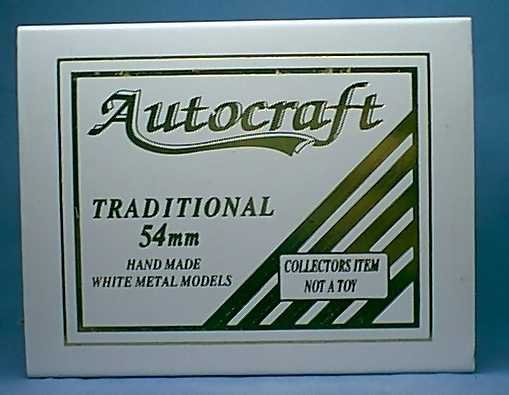 Autocraft
TRADITIONAL
54mm
HAND MADE
WHITE METAL MODELS
COLLECTORS ITEM
NOT A TOY